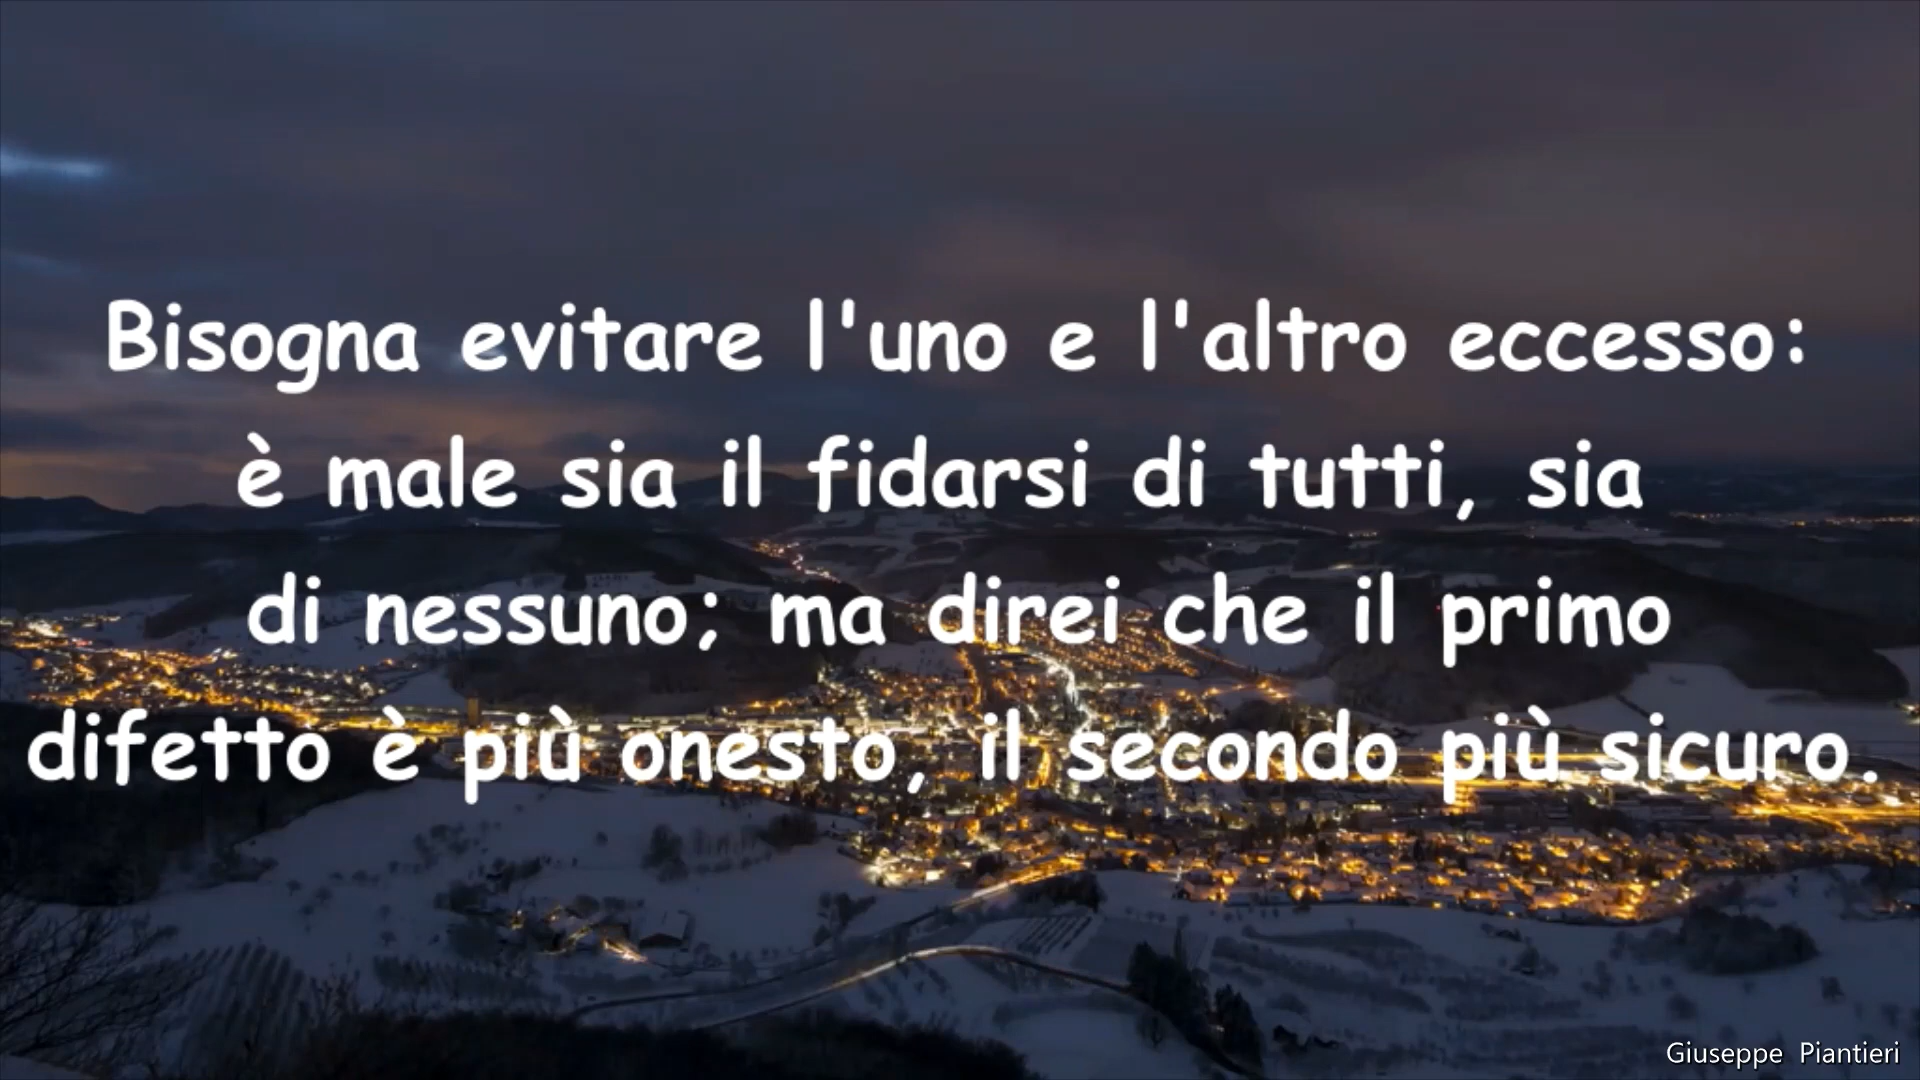 Bisogna evitare l'uno e l'altro eccesso:
è male sia il fidarsi di tutti, sia
di nessuno; ma direi che il primo
difetto è più onesto, il secondo più sicuro.
Giuseppe Piantieri